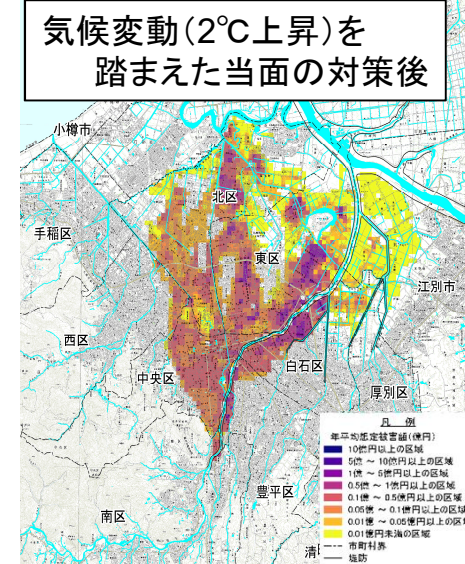 気候変動(2℃上昇)を
踏まえた当面の対策後
小樽市
手稲区
北区
東区
江別市
西区
中央区
白石区
厚別区
豊平区
南区
清
凡 例
年平均想定被害額(億円)
10億円以上の区域
5億 ～ 10億円以上の区域
1億 ～ 5億円以上の区域
0.5億 ～ 1億円以上の区域
0.1億 ～ 0.5億円以上の区域
0.05億 ～ 0.1億円以上の区域
0.01億 ～ 0.05億円以上の区域
0.01億円未満の区域
市町村界
堤防